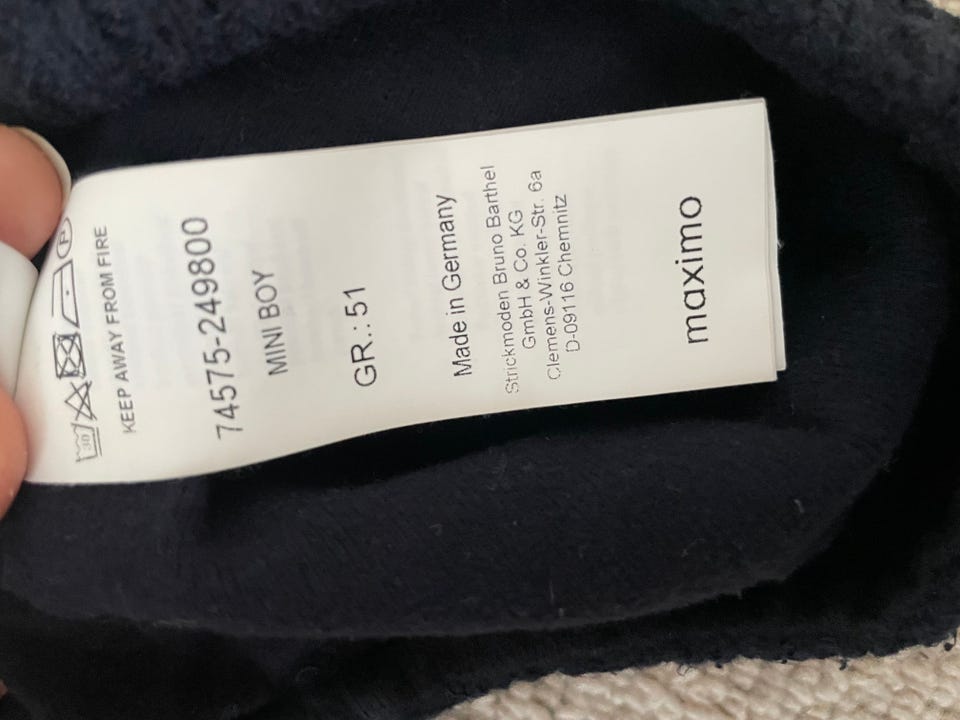 30 P
KEEP AWAY FROM FIRE
74575-249800
MINI BOY
GR.: 51
Made in Germany
Strickmoden Bruno Barthel
GmbH & Co. KG
Clemens-Winkler-Str. 6a
D-09116 Chemnitz
maximo